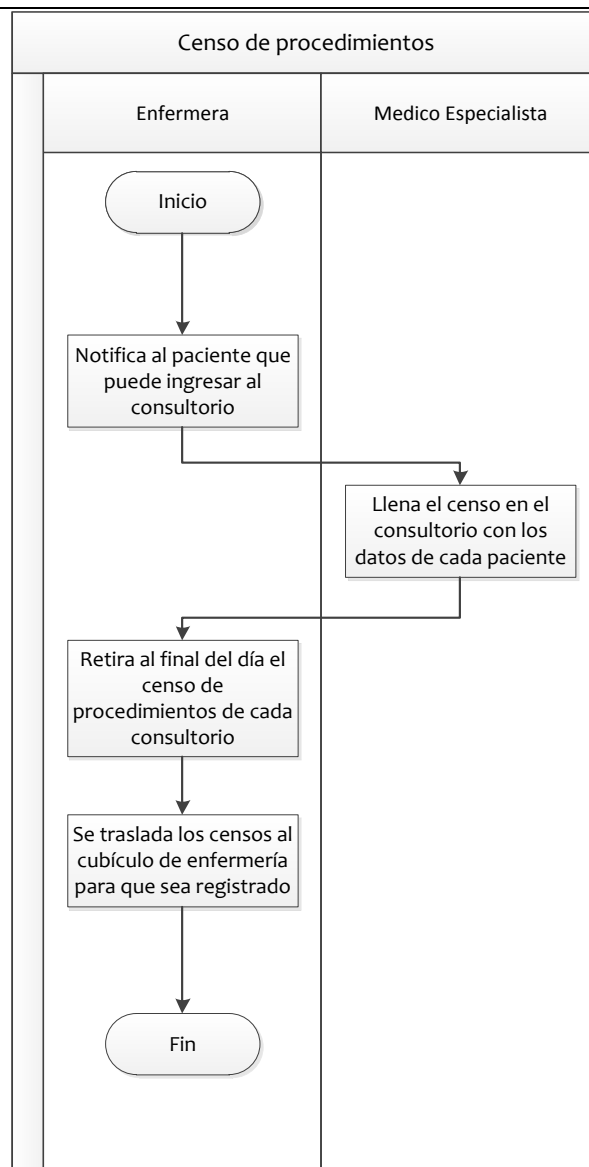 Censo de procedimientos
Enfermera
Medico Especialista
Inicio
Notifica al paciente que
puede ingresar al
consultorio
Llena el censo en el
consultorio con los
datos de cada paciente
Retira al final del día el
censo de
procedimientos de cada
consultorio
Se traslada los censos al
cubículo de enfermería
para que sea registrado
Fin